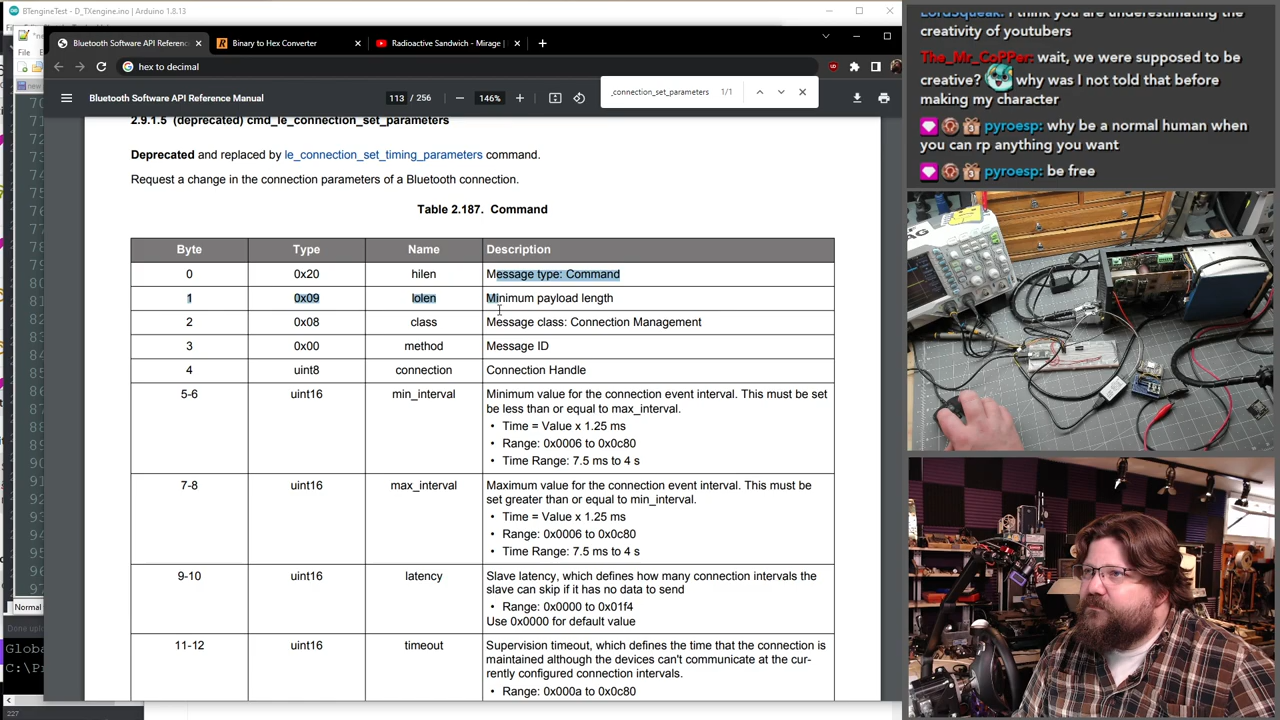 BTengineTest - D_TXengine.ino | Arduino 1.8.13
Bluetooth Software API Referenc
Binary to Hex Converter
Radioactive Sandwich - Mirage |
File
hex to decimal
Bluetooth Software API Reference Manual
113 / 256
146%
_connection_set_parameters
1/1
2.9.1.5 (deprecated) cmd_le_connection_set_parameters
Deprecated and replaced by le_connection_set_timing_parameters command.
Request a change in the connection parameters of a Bluetooth connection.
Table 2.187. Command
Byte Type Name Description
0 0x20 hilen Message type: Command
1 0x09 lolen Minimum payload length
2 0x08 class Message class: Connection Management
3 0x00 method Message ID
4 uint8 connection Connection Handle
5-6 uint16 min_interval Minimum value for the connection event interval. This must be set
be less than or equal to max_interval.
• Time = Value x 1.25 ms
• Range: 0x0006 to 0x0c80
• Time Range: 7.5 ms to 4 s
7-8 uint16 max_interval Maximum value for the connection event interval. This must be
set greater than or equal to min_interval.
• Time = Value x 1.25 ms
• Range: 0x0006 to 0x0c80
• Time Range: 7.5 ms to 4 s
9-10 uint16 latency Slave latency, which defines how many connection intervals the
slave can skip if it has no data to send
• Range: 0x0000 to 0x01f4
Use 0x0000 for default value
11-12 uint16 timeout Supervision timeout, which defines the time that the connection is
maintained although the devices can't communicate at the cur-
rently configured connection intervals.
• Range: 0x000a to 0x0c80
Normal
Done uplo
Globa
C:\P
227
LordSqueak: I think you are underestimating the
creativity of youtubers
The_Mr_CoPPer: wait, we were supposed to be
creative? why was I not told that before
making my character
pyroesp: why be a normal human when
you can rp anything you want
pyroesp: be free